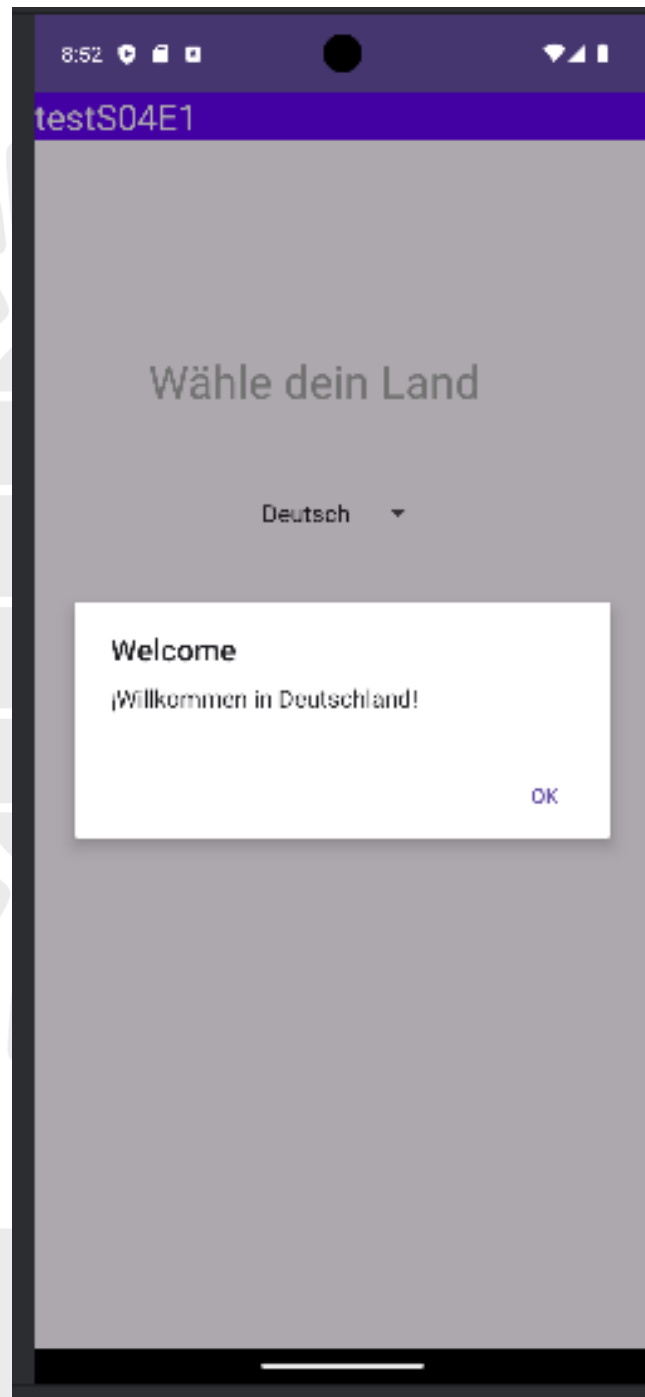 8:52
testS04E1
Wähle dein Land
Deutsch
Welcome
¡Willkommen in Deutschland!
OK